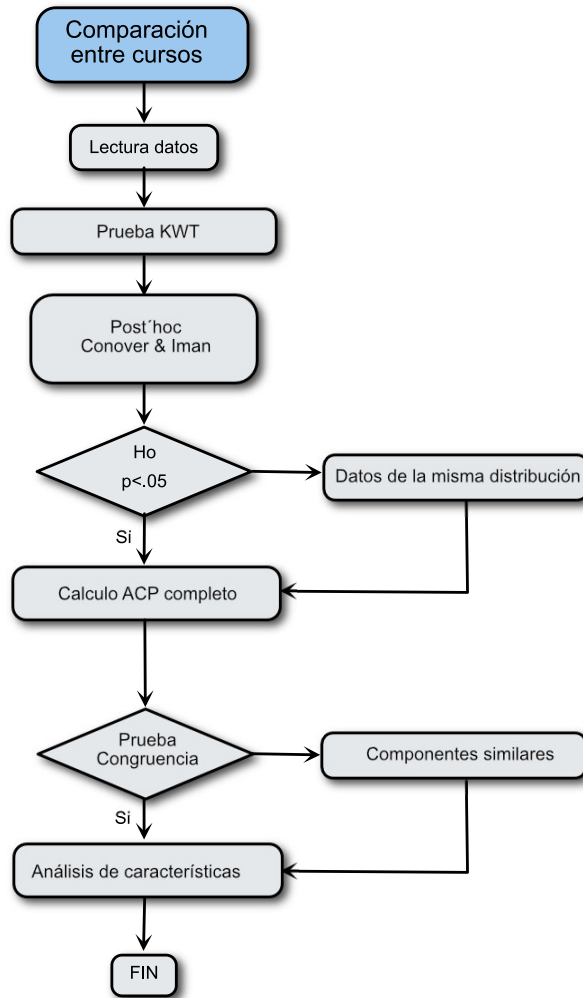 Comparación
entre cursos
Lectura datos
Prueba KWT
Post´hoc
Conover & Iman
Ho
p<.05
Datos de la misma distribución
Si
Calculo ACP completo
Prueba
Congruencia
Componentes similares
Si
Análisis de características
FIN